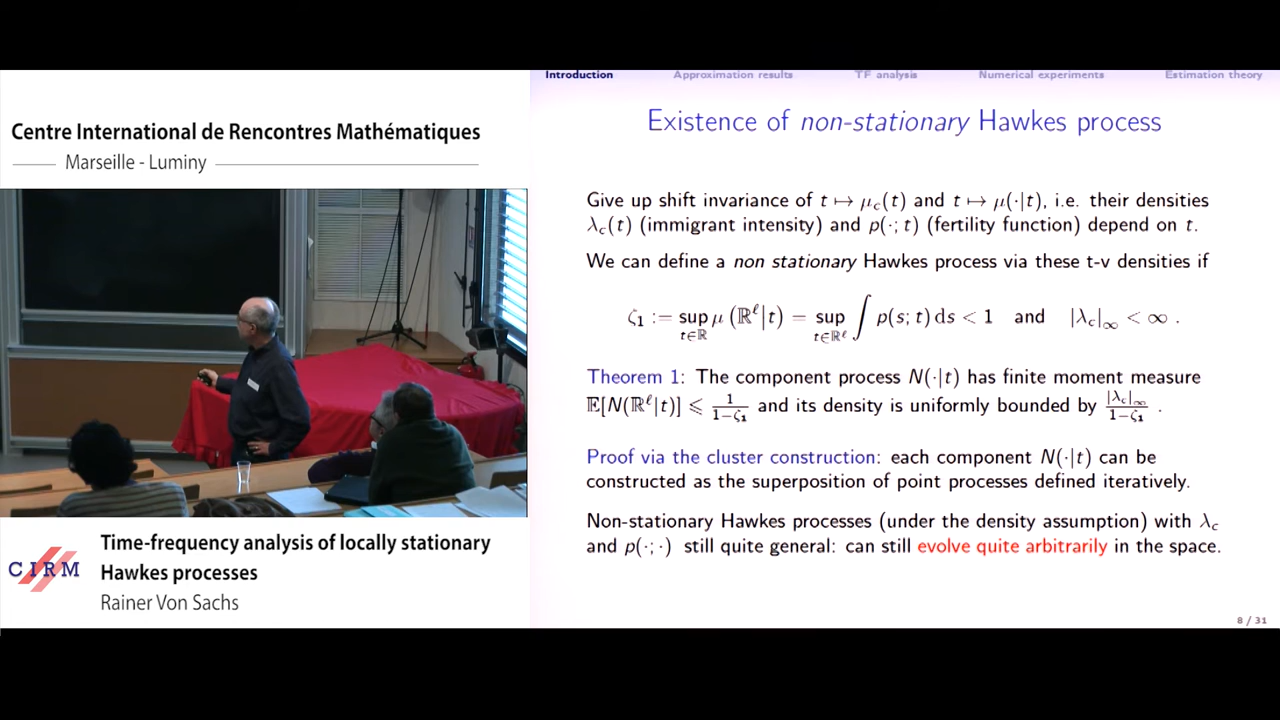 Centre International de Rencontres Mathématiques
Marseille - Luminy
Introduction Approximation results TF analysis Numerical experiments Estimation theory
Existence of non-stationary Hawkes process
Give up shift invariance of t ↦ μ_c(t) and t ↦ μ(·|t), i.e. their densities
λ_c(t) (immigrant intensity) and p(·; t) (fertility function) depend on t.
We can define a non stationary Hawkes process via these t-v densities if
ζ₁ := sup_{t∈ℝ} μ (ℝ^ℓ|t) = sup_{t∈ℝ^ℓ} ∫ p(s; t) ds < 1 and |λ_c|_∞ < ∞ .
Theorem 1: The component process N(·|t) has finite moment measure
𝔼[N(ℝ^ℓ|t)] ⩽ 1/(1−ζ₁) and its density is uniformly bounded by |λ_c|_∞/(1−ζ₁) .
Proof via the cluster construction: each component N(·|t) can be
constructed as the superposition of point processes defined iteratively.
Non-stationary Hawkes processes (under the density assumption) with λ_c
and p(·; ·) still quite general: can still evolve quite arbitrarily in the space.
8 / 31
CIRM
Time-frequency analysis of locally stationary
Hawkes processes
Rainer Von Sachs